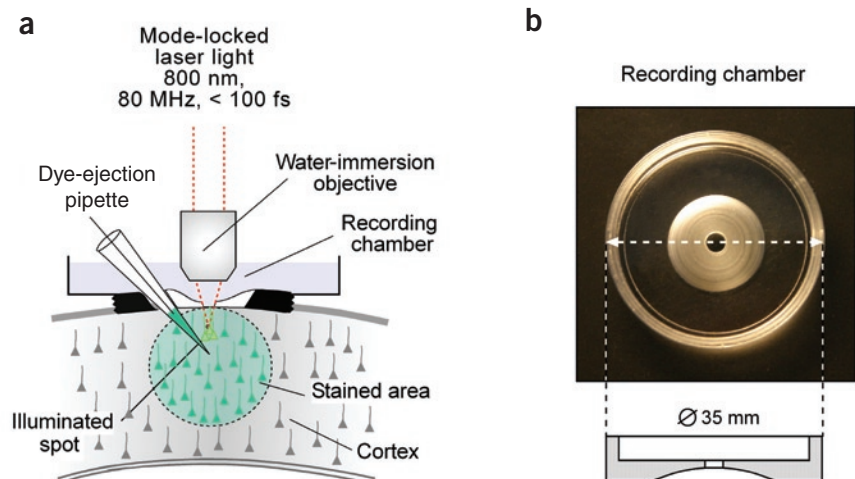 a
Mode-locked
laser light
800 nm,
80 MHz, < 100 fs
Dye-ejection
pipette
Water-immersion
objective
Recording
chamber
Illuminated
spot
Stained area
Cortex
b
Recording chamber
Ø 35 mm